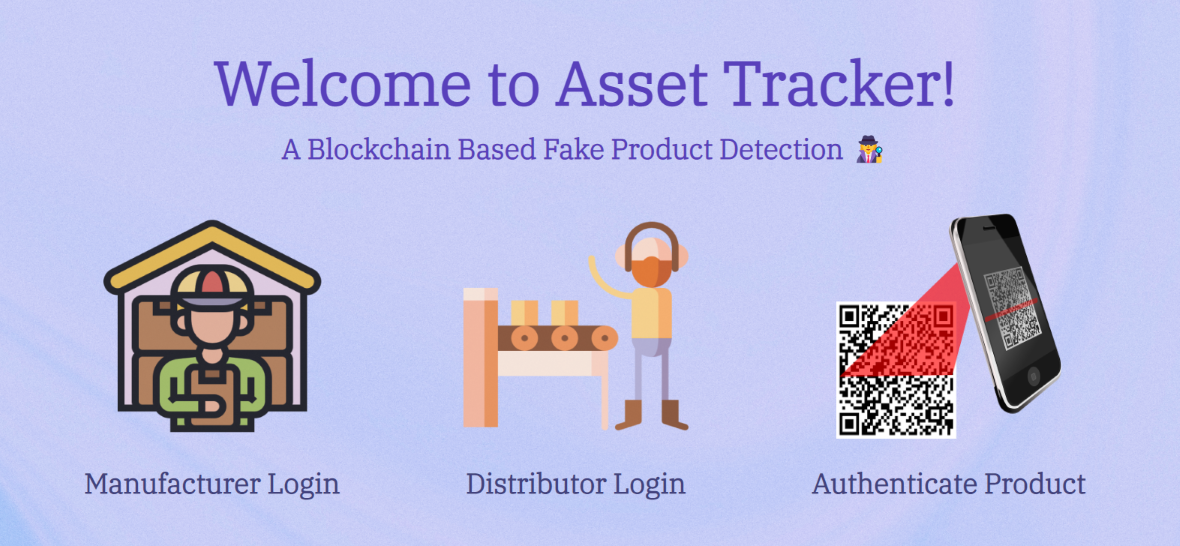 Welcome to Asset Tracker!
A Blockchain Based Fake Product Detection 🕵️
Manufacturer Login
Distributor Login
Authenticate Product